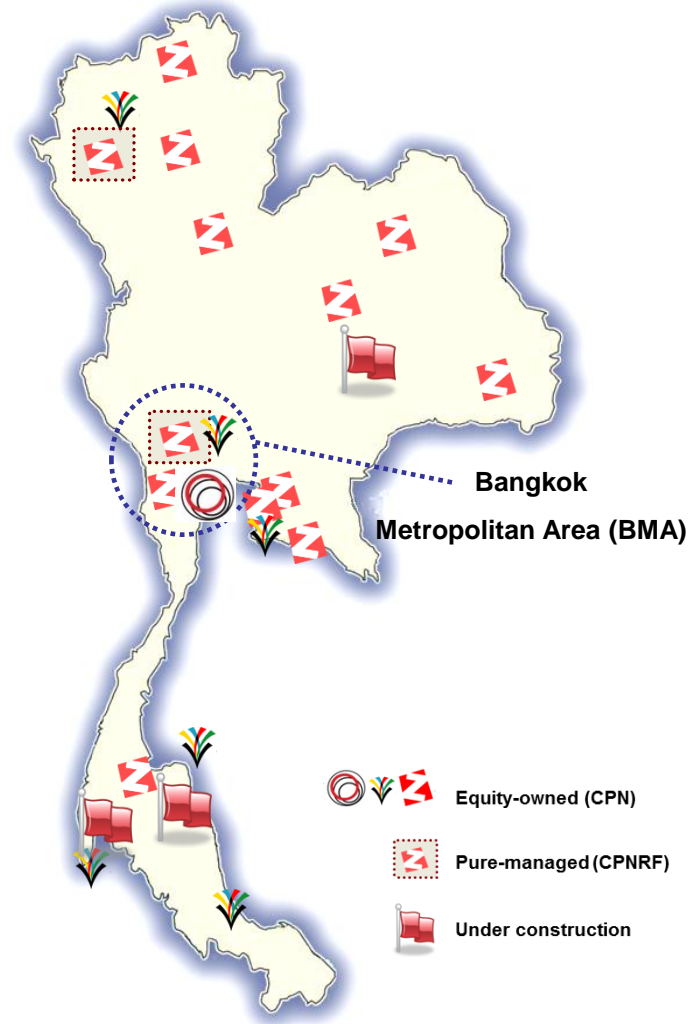 Bangkok
Metropolitan Area (BMA)
Equity-owned (CPN)
Pure-managed (CPNRF)
Under construction